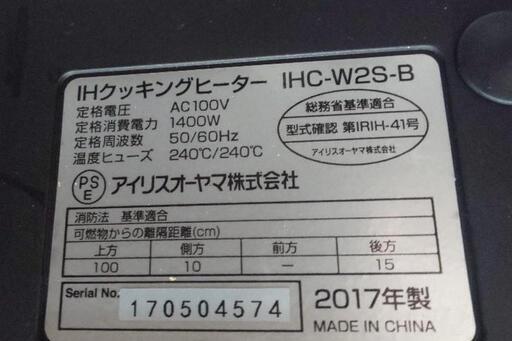 IHクッキングヒーター IHC-W2S-B
定格電圧 AC100V
定格消費電力 1400W
定格周波数 50/60Hz
温度ヒューズ 240℃/240℃
総務省基準適合
型式確認 第IRIH-41号
アイリスオーヤマ株式会社
PS
E
アイリスオーヤマ株式会社
消防法 基準適合
可燃物からの離隔距離(cm)
上方 側方 前方 後方
100 10 — 15
Serial No. 170504574
2017年製
MADE IN CHINA